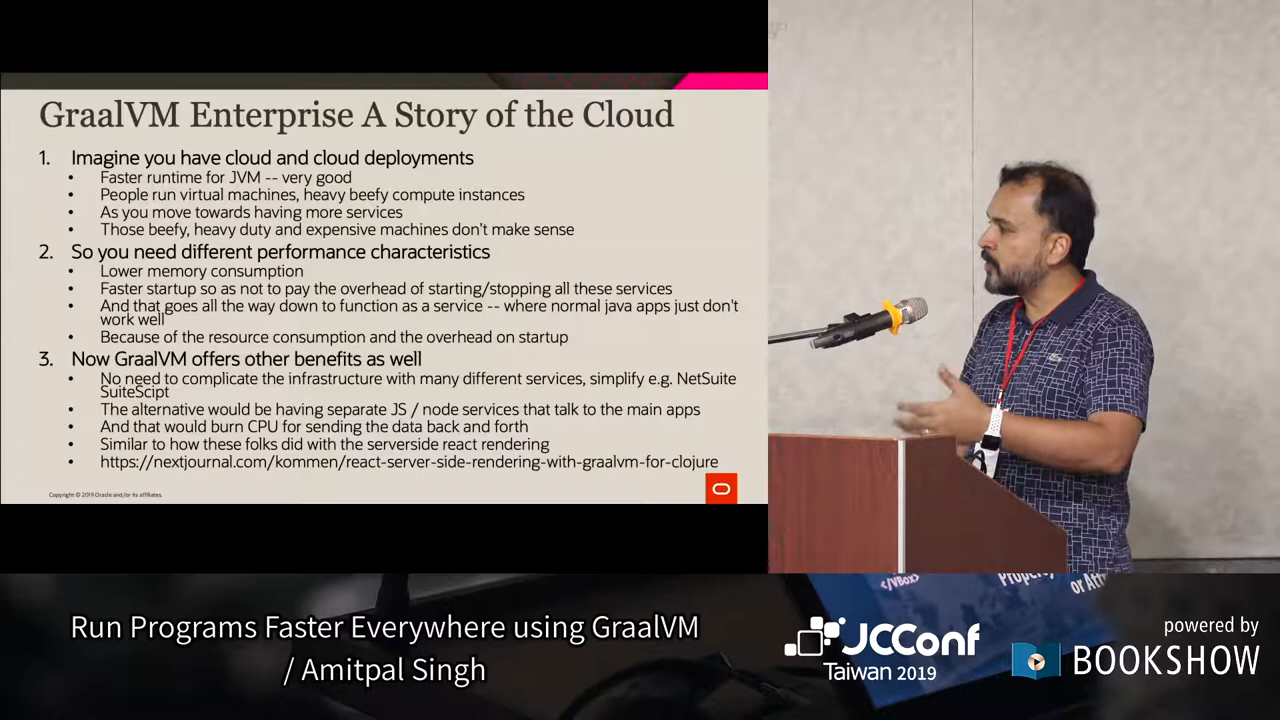 GraalVM Enterprise A Story of the Cloud
1. Imagine you have cloud and cloud deployments
• Faster runtime for JVM -- very good
• People run virtual machines, heavy beefy compute instances
• As you move towards having more services
• Those beefy, heavy duty and expensive machines don't make sense
2. So you need different performance characteristics
• Lower memory consumption
• Faster startup so as not to pay the overhead of starting/stopping all these services
• And that goes all the way down to function as a service -- where normal java apps just don't
work well
• Because of the resource consumption and the overhead on startup
3. Now GraalVM offers other benefits as well
• No need to complicate the infrastructure with many different services, simplify e.g. NetSuite
SuiteScipt
• The alternative would be having separate JS / node services that talk to the main apps
• And that would burn CPU for sending the data back and forth
• Similar to how these folks did with the serverside react rendering
• https://nextjournal.com/kommen/react-server-side-rendering-with-graalvm-for-clojure
Copyright © 2019 Oracle and/or its affiliates.
Run Programs Faster Everywhere using GraalVM
/ Amitpal Singh
</VBox>
or
JCConf
Taiwan 2019
powered by
BOOKSHOW